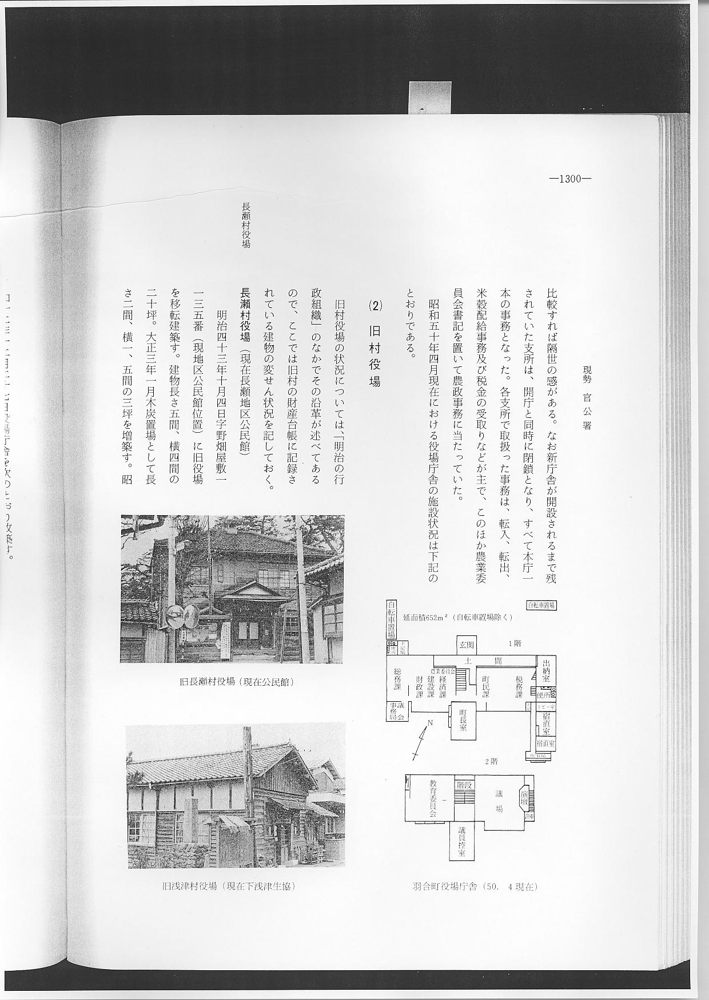 —1300—
現勢 官公署
比較すれば隔世の感がある。なお新庁舎が開設されるまで残
されていた支所は、開庁と同時に閉鎖となり、すべて本庁一
本の事務となった。各支所で取扱った事務は、転入、転出、
米穀配給事務及び税金の受取りなどが主で、このほか農業委
員会書記を置いて農政事務に当たっていた。
昭和五十年四月現在における役場庁舎の施設状況は下記の
とおりである。
(2) 旧村役場
旧村役場の状況については、「明治の行
政組織」のなかでその沿革が述べてある
ので、ここでは旧村の財産台帳に記録さ
れている建物の変せん状況を記しておく。
長瀬村役場
長瀬村役場（現在長瀬地区公民館）
明治四十三年十月四日字野畑屋敷一
一三五番（現地区公民館位置）に旧役場
を移転建築す。建物長さ五間、横四間の
二十坪。大正三年一月木炭置場として長
さ二間、横一、五間の三坪を増築す。昭
自転車置場
自転車置場
延面積652m²（自転車置場除く）
1階
玄関
土間
出納室
便所
農業委員会
総務課
財政課
建設課
経済課
町民課
税務課
便所
コピー室
議会
事務局
町長室
宿直室
宿直室
炊事場
N
2階
教育委員会
階段
議場
演壇
倉庫
議員控室
羽合町役場庁舎（50. 4現在）
旧長瀬村役場（現在公民館）
旧浅津村役場（現在下浅津生協）